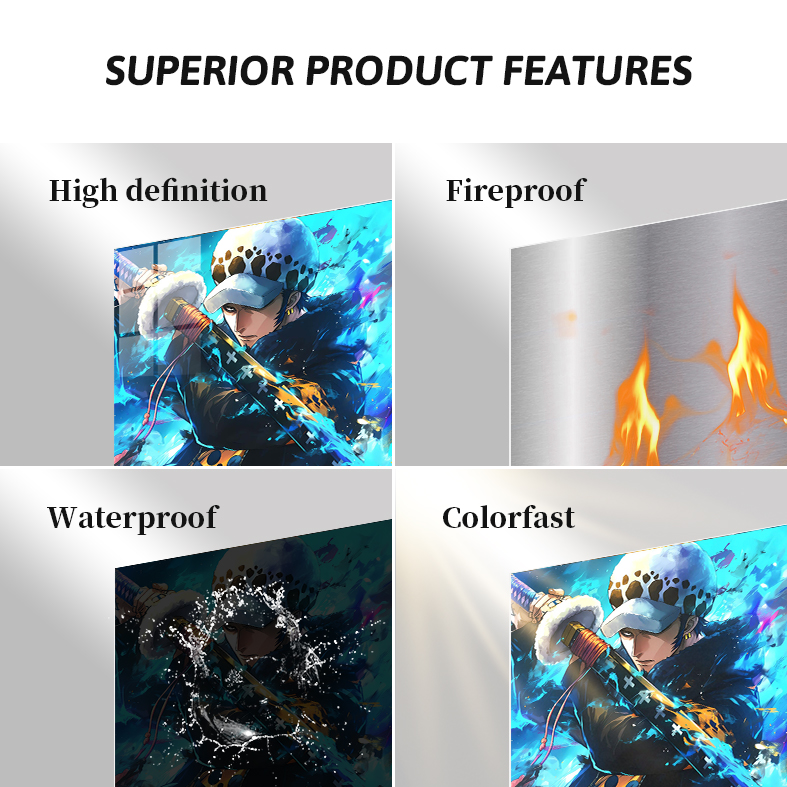 SUPERIOR PRODUCT FEATURES
High definition
Fireproof
Waterproof
Colorfast